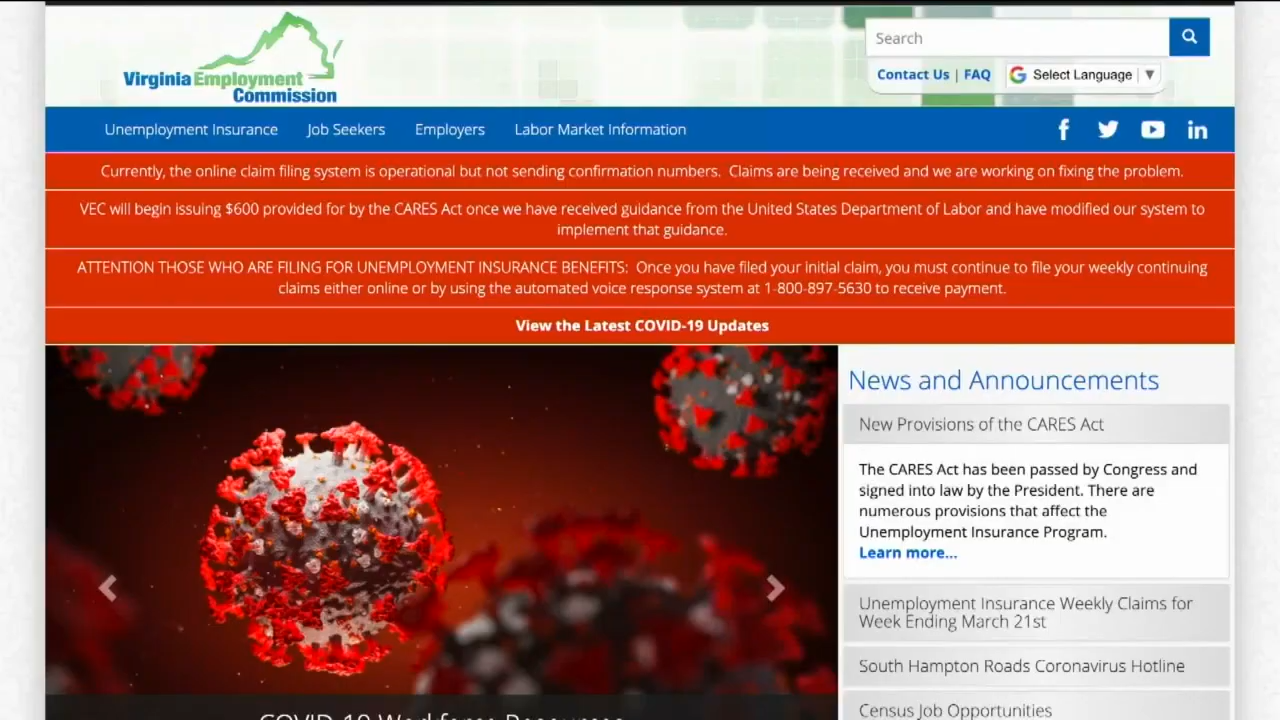 Search
Contact Us | FAQ
Select Language
Virginia Employment
Commission
Unemployment Insurance
Job Seekers
Employers
Labor Market Information
Currently, the online claim filing system is operational but not sending confirmation numbers. Claims are being received and we are working on fixing the problem.
VEC will begin issuing $600 provided for by the CARES Act once we have received guidance from the United States Department of Labor and have modified our system to
implement that guidance.
ATTENTION THOSE WHO ARE FILING FOR UNEMPLOYMENT INSURANCE BENEFITS: Once you have filed your initial claim, you must continue to file your weekly continuing
claims either online or by using the automated voice response system at 1-800-897-5630 to receive payment.
View the Latest COVID-19 Updates
News and Announcements
New Provisions of the CARES Act
The CARES Act has been passed by Congress and
signed into law by the President. There are
numerous provisions that affect the
Unemployment Insurance Program.
Learn more...
Unemployment Insurance Weekly Claims for
Week Ending March 21st
South Hampton Roads Coronavirus Hotline
Census Job Opportunities
COVID-19 Workforce Resources